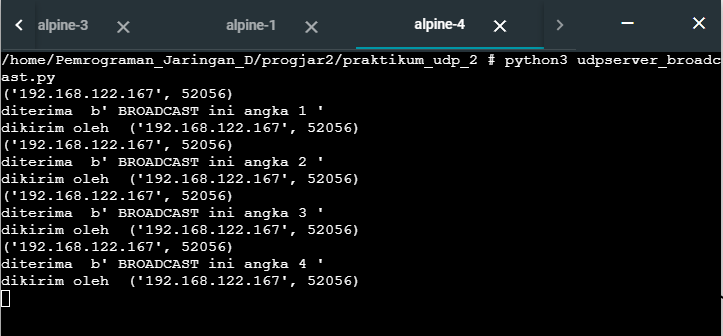 alpine-3 alpine-1 alpine-4
/home/Pemrograman_Jaringan_D/progjar2/praktikum_udp_2 # python3 udpserver_broadc
ast.py
('192.168.122.167', 52056)
diterima  b' BROADCAST ini angka 1 '
dikirim oleh  ('192.168.122.167', 52056)
('192.168.122.167', 52056)
diterima  b' BROADCAST ini angka 2 '
dikirim oleh  ('192.168.122.167', 52056)
('192.168.122.167', 52056)
diterima  b' BROADCAST ini angka 3 '
dikirim oleh  ('192.168.122.167', 52056)
('192.168.122.167', 52056)
diterima  b' BROADCAST ini angka 4 '
dikirim oleh  ('192.168.122.167', 52056)